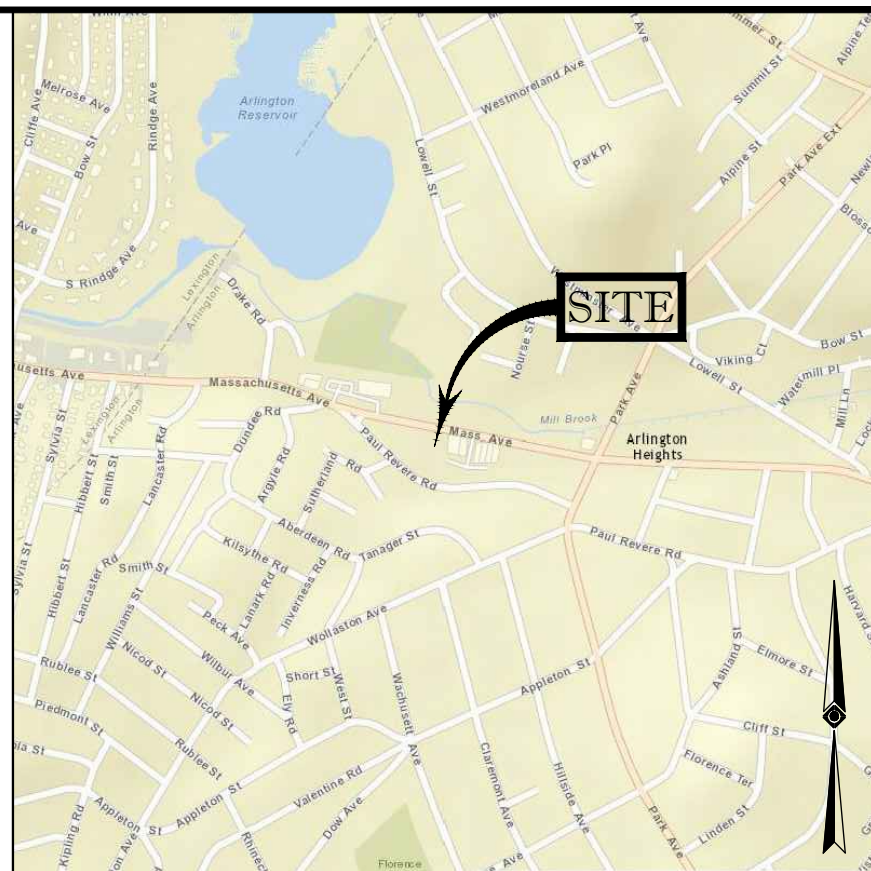 Melrose Ave
Cliffe Ave
Bow St
Rindge Ave
Arlington
Reservoir
Westmoreland Ave
Park Pl
Lowell St
Summit St
Alpine Ter
Alpine St
Park Ave Ext
S Rindge Ave
Lexington
Arlington
Drake Rd
SITE
Nourse St
Viking Ct
Bow St
Lowell St
Watermill Pl
Mill Ln
Massachusetts Ave
Mass Ave
Mill Brook
Park Ave
Arlington
Heights
Sylvia St
Lexington
Arlington
Hibbert St
Smith St
Lancaster Rd
Dundee Rd
Argyle Rd
Sutherland
Rd
Paul Revere Rd
Aberdeen Rd
Tanager St
Paul Revere Rd
Kilsythe Rd
Lanark Rd
Inverness Rd
Sylvia St
Hibbert St
Lancaster Rd
Smith St
Williams St
Peck Ave
Wollaston Ave
Wilbur Ave
Nicod St
Nicod St
Rublee St
Rublee St
Piedmont St
Short St
West St
Ely Rd
Wachusett Ave
Appleton St
Claremont Ave
Hillside Ave
Ashland St
Elmore St
Cliff St
Florence Ter
Linden St
Park Ave
Valentine Rd
Dow Ave
Appleton St
Appleton St
Kipling Rd
Florence